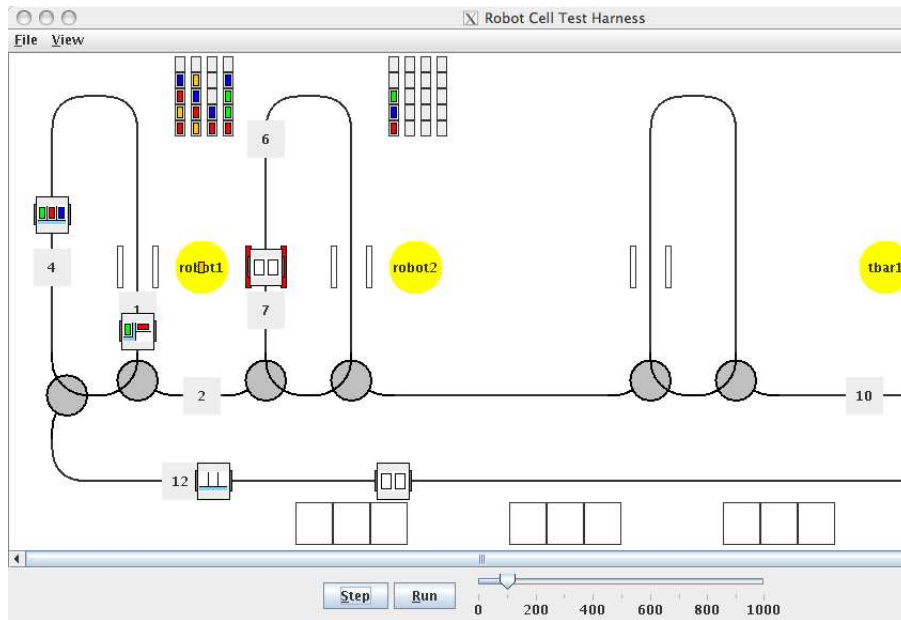 Robot Cell Test Harness
File View
6
4
robot1
robot2
tbar1
1
7
2
10
12
Step Run
0 200 400 600 800 1000